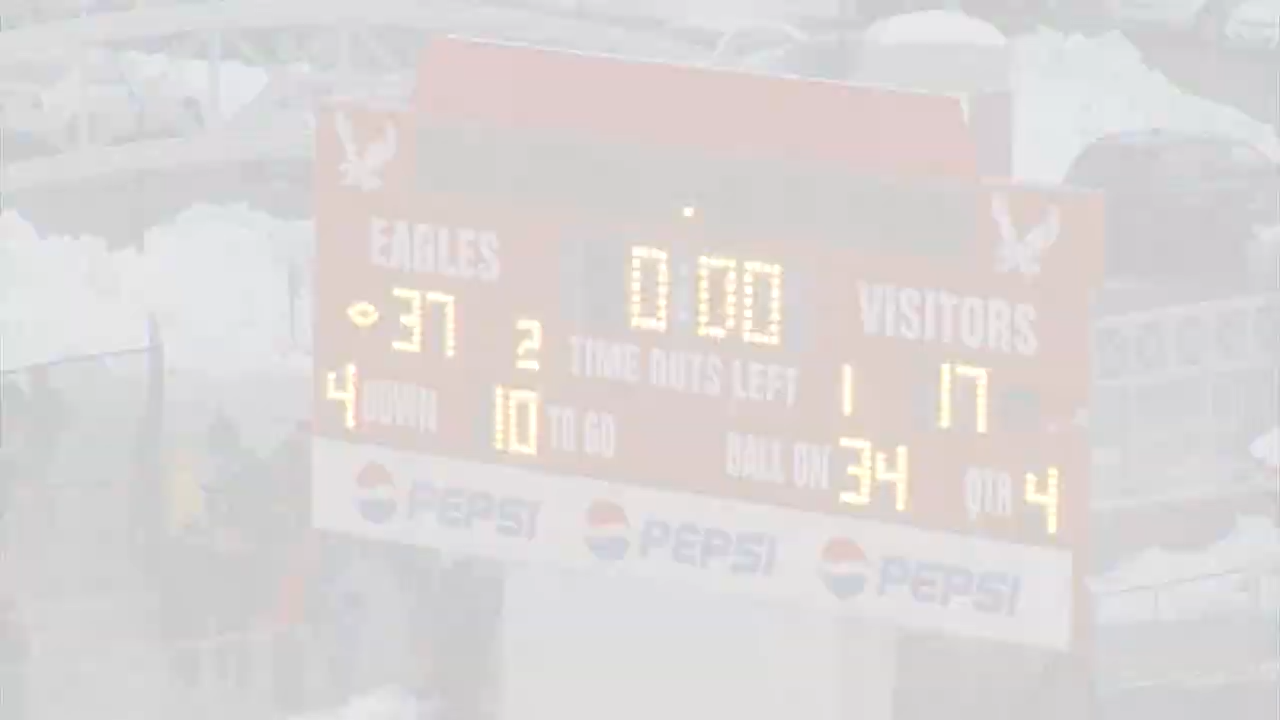 EAGLES
0:00
VISITORS
37
2
TIME OUTS LEFT
1
17
4 DOWN
10 TO GO
BALL ON 34
QTR 4
PEPSI PEPSI PEPSI